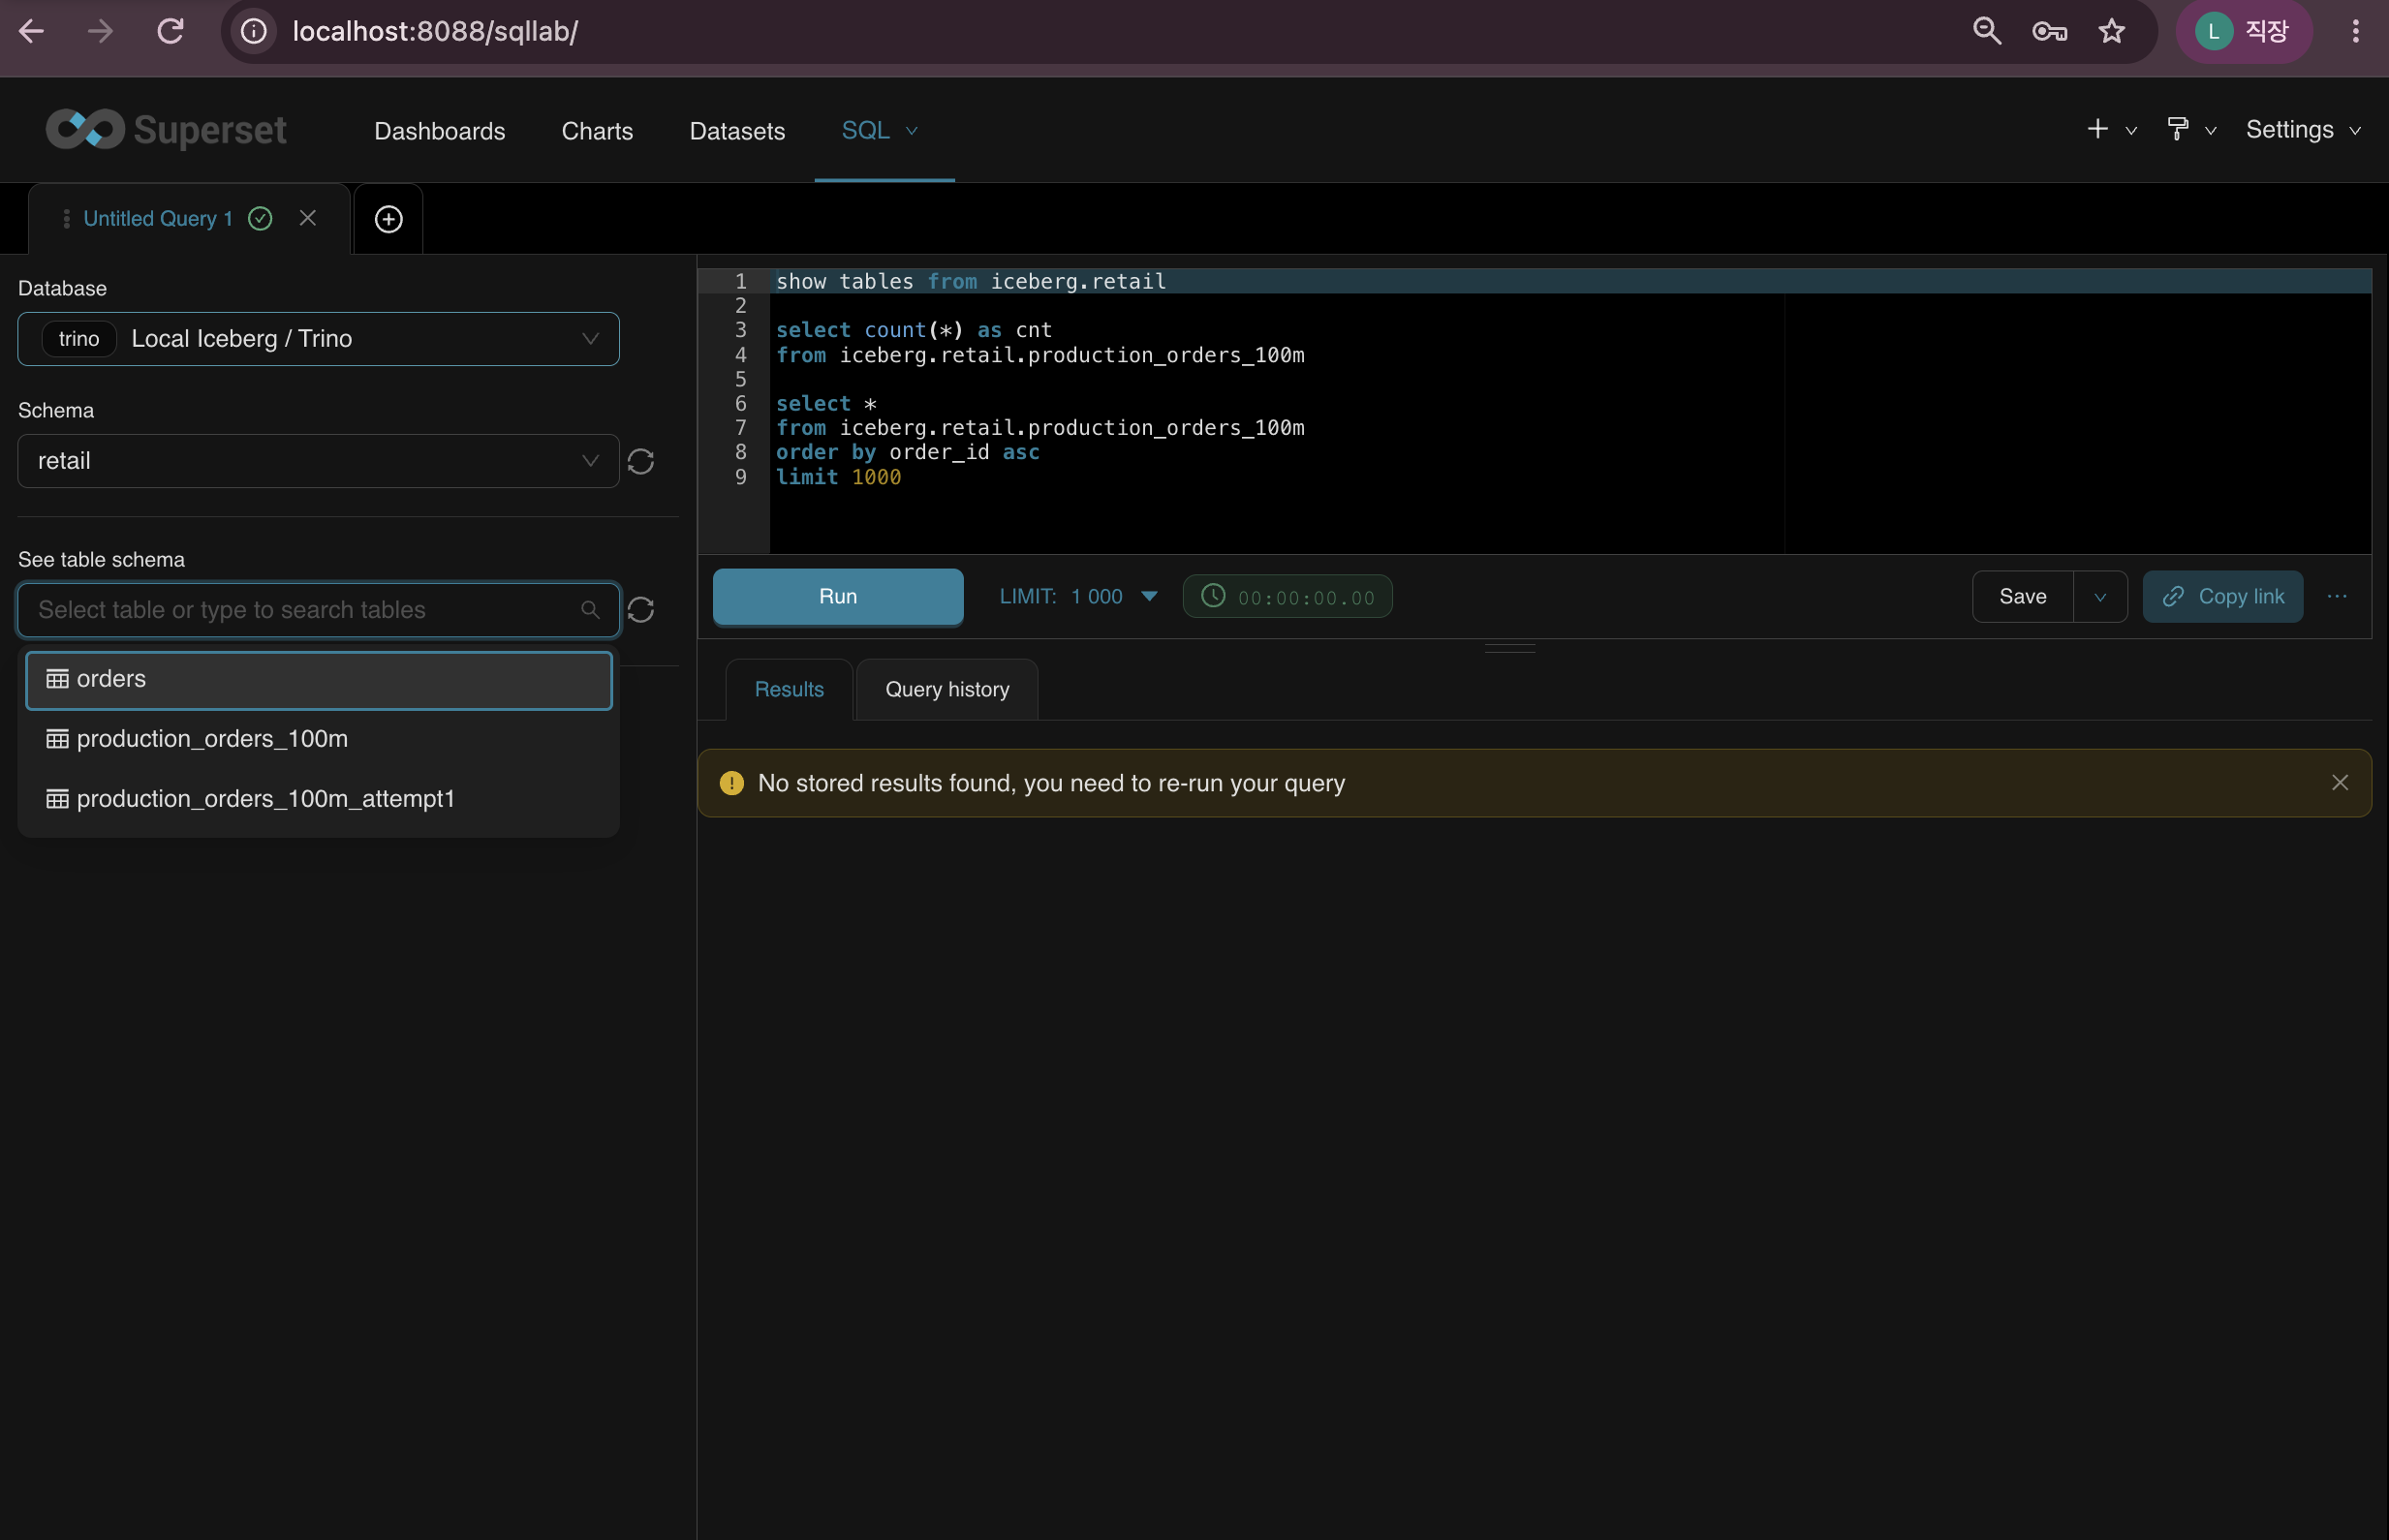 localhost:8088/sqllab/
L 직장
Superset
Dashboards
Charts
Datasets
SQL
Settings
Untitled Query 1
Database
trino Local Iceberg / Trino
Schema
retail
See table schema
Select table or type to search tables
orders
production_orders_100m
production_orders_100m_attempt1
1 show tables from iceberg.retail
2
3 select count(*) as cnt
4 from iceberg.retail.production_orders_100m
5
6 select *
7 from iceberg.retail.production_orders_100m
8 order by order_id asc
9 limit 1000
Run
LIMIT: 1 000
00:00:00.00
Save
Copy link
Results
Query history
No stored results found, you need to re-run your query